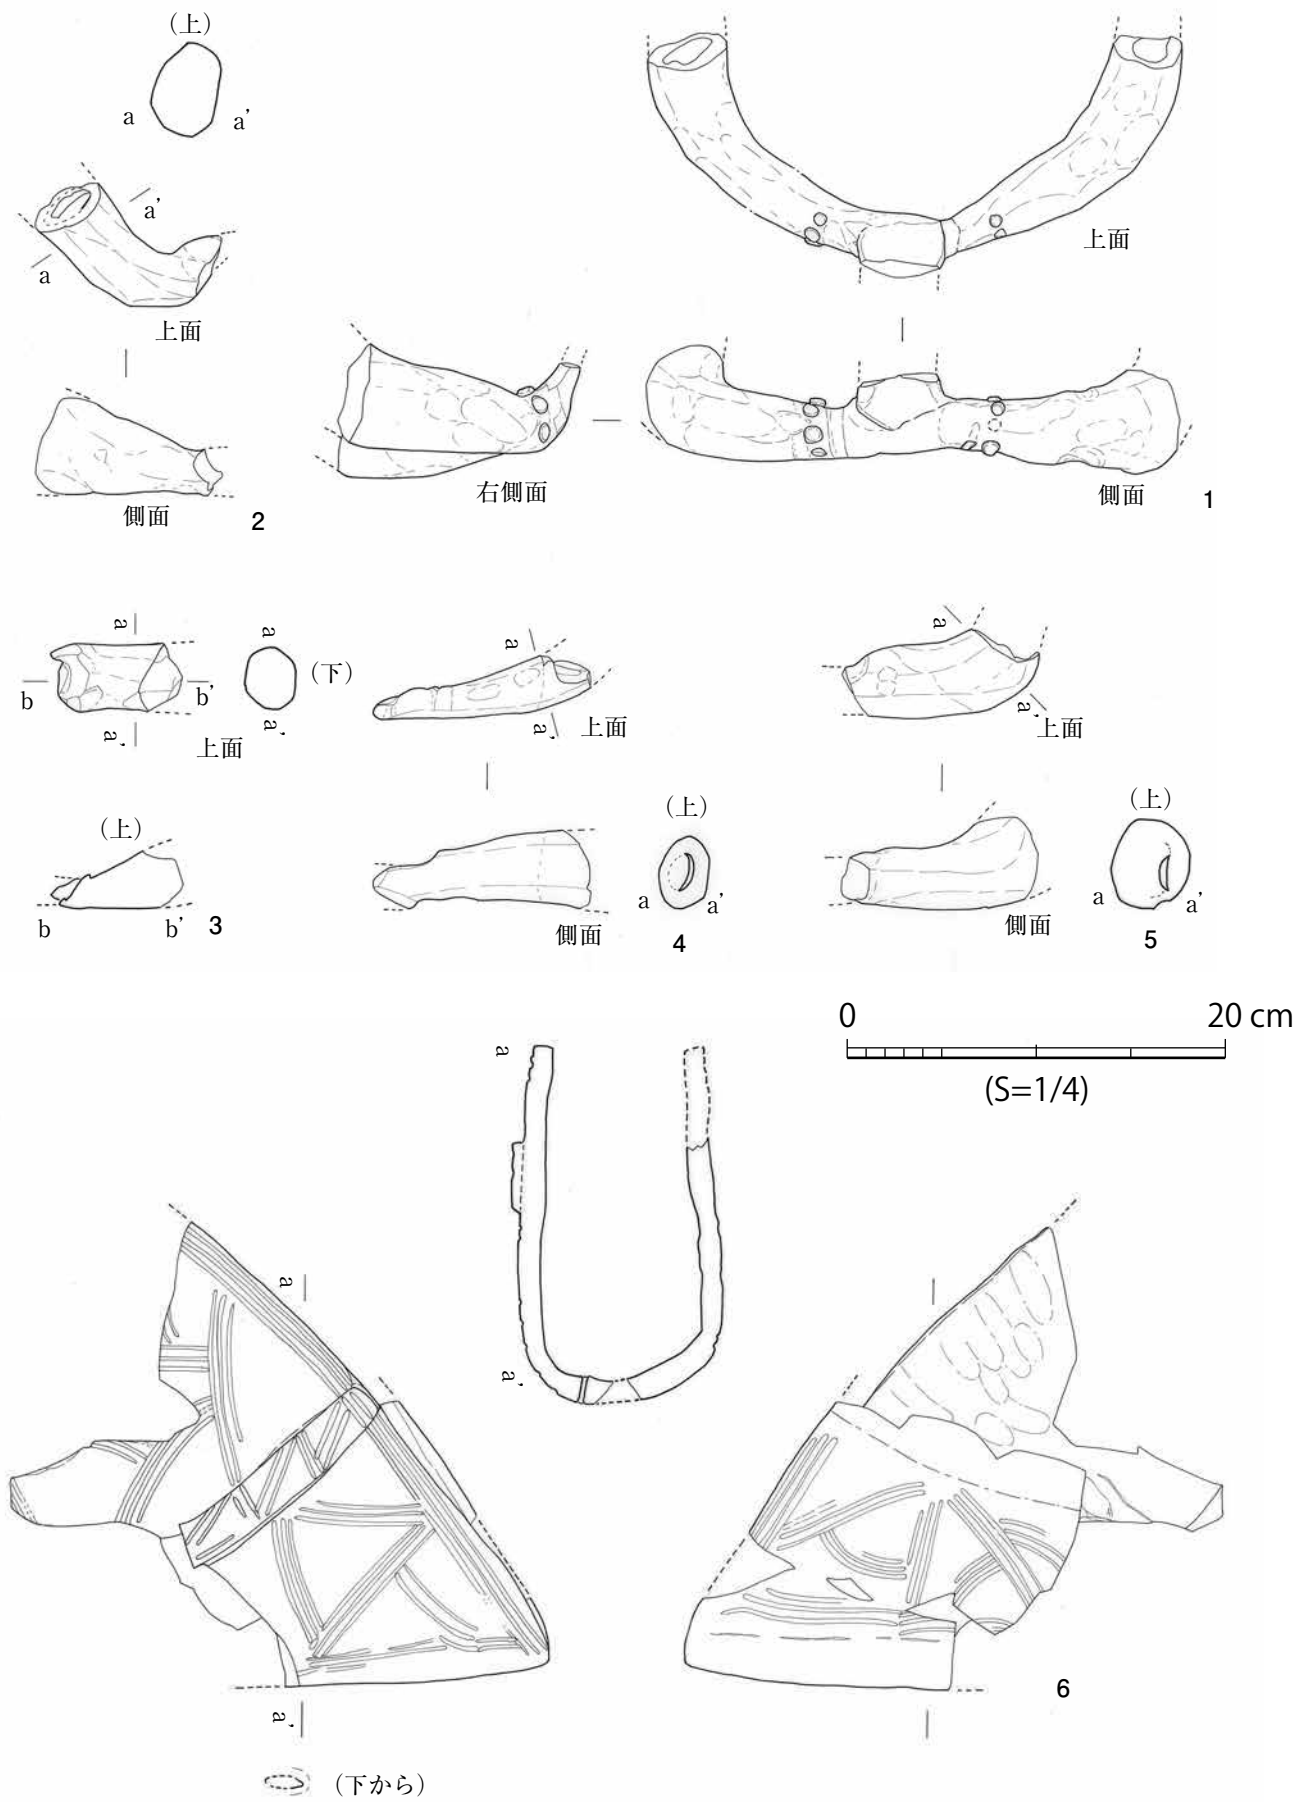 (上)
a
a'
a'
a
上面
側面
2
上面
右側面
側面
1
a
b
b'
a'
上面
a
(下)
a'
(上)
b
b'
3
a
a'
上面
側面
(上)
a
a'
4
a
a'
上面
側面
(上)
a
a'
5
0
20 cm
(S=1/4)
a
a'
a
a'
(下から)
6